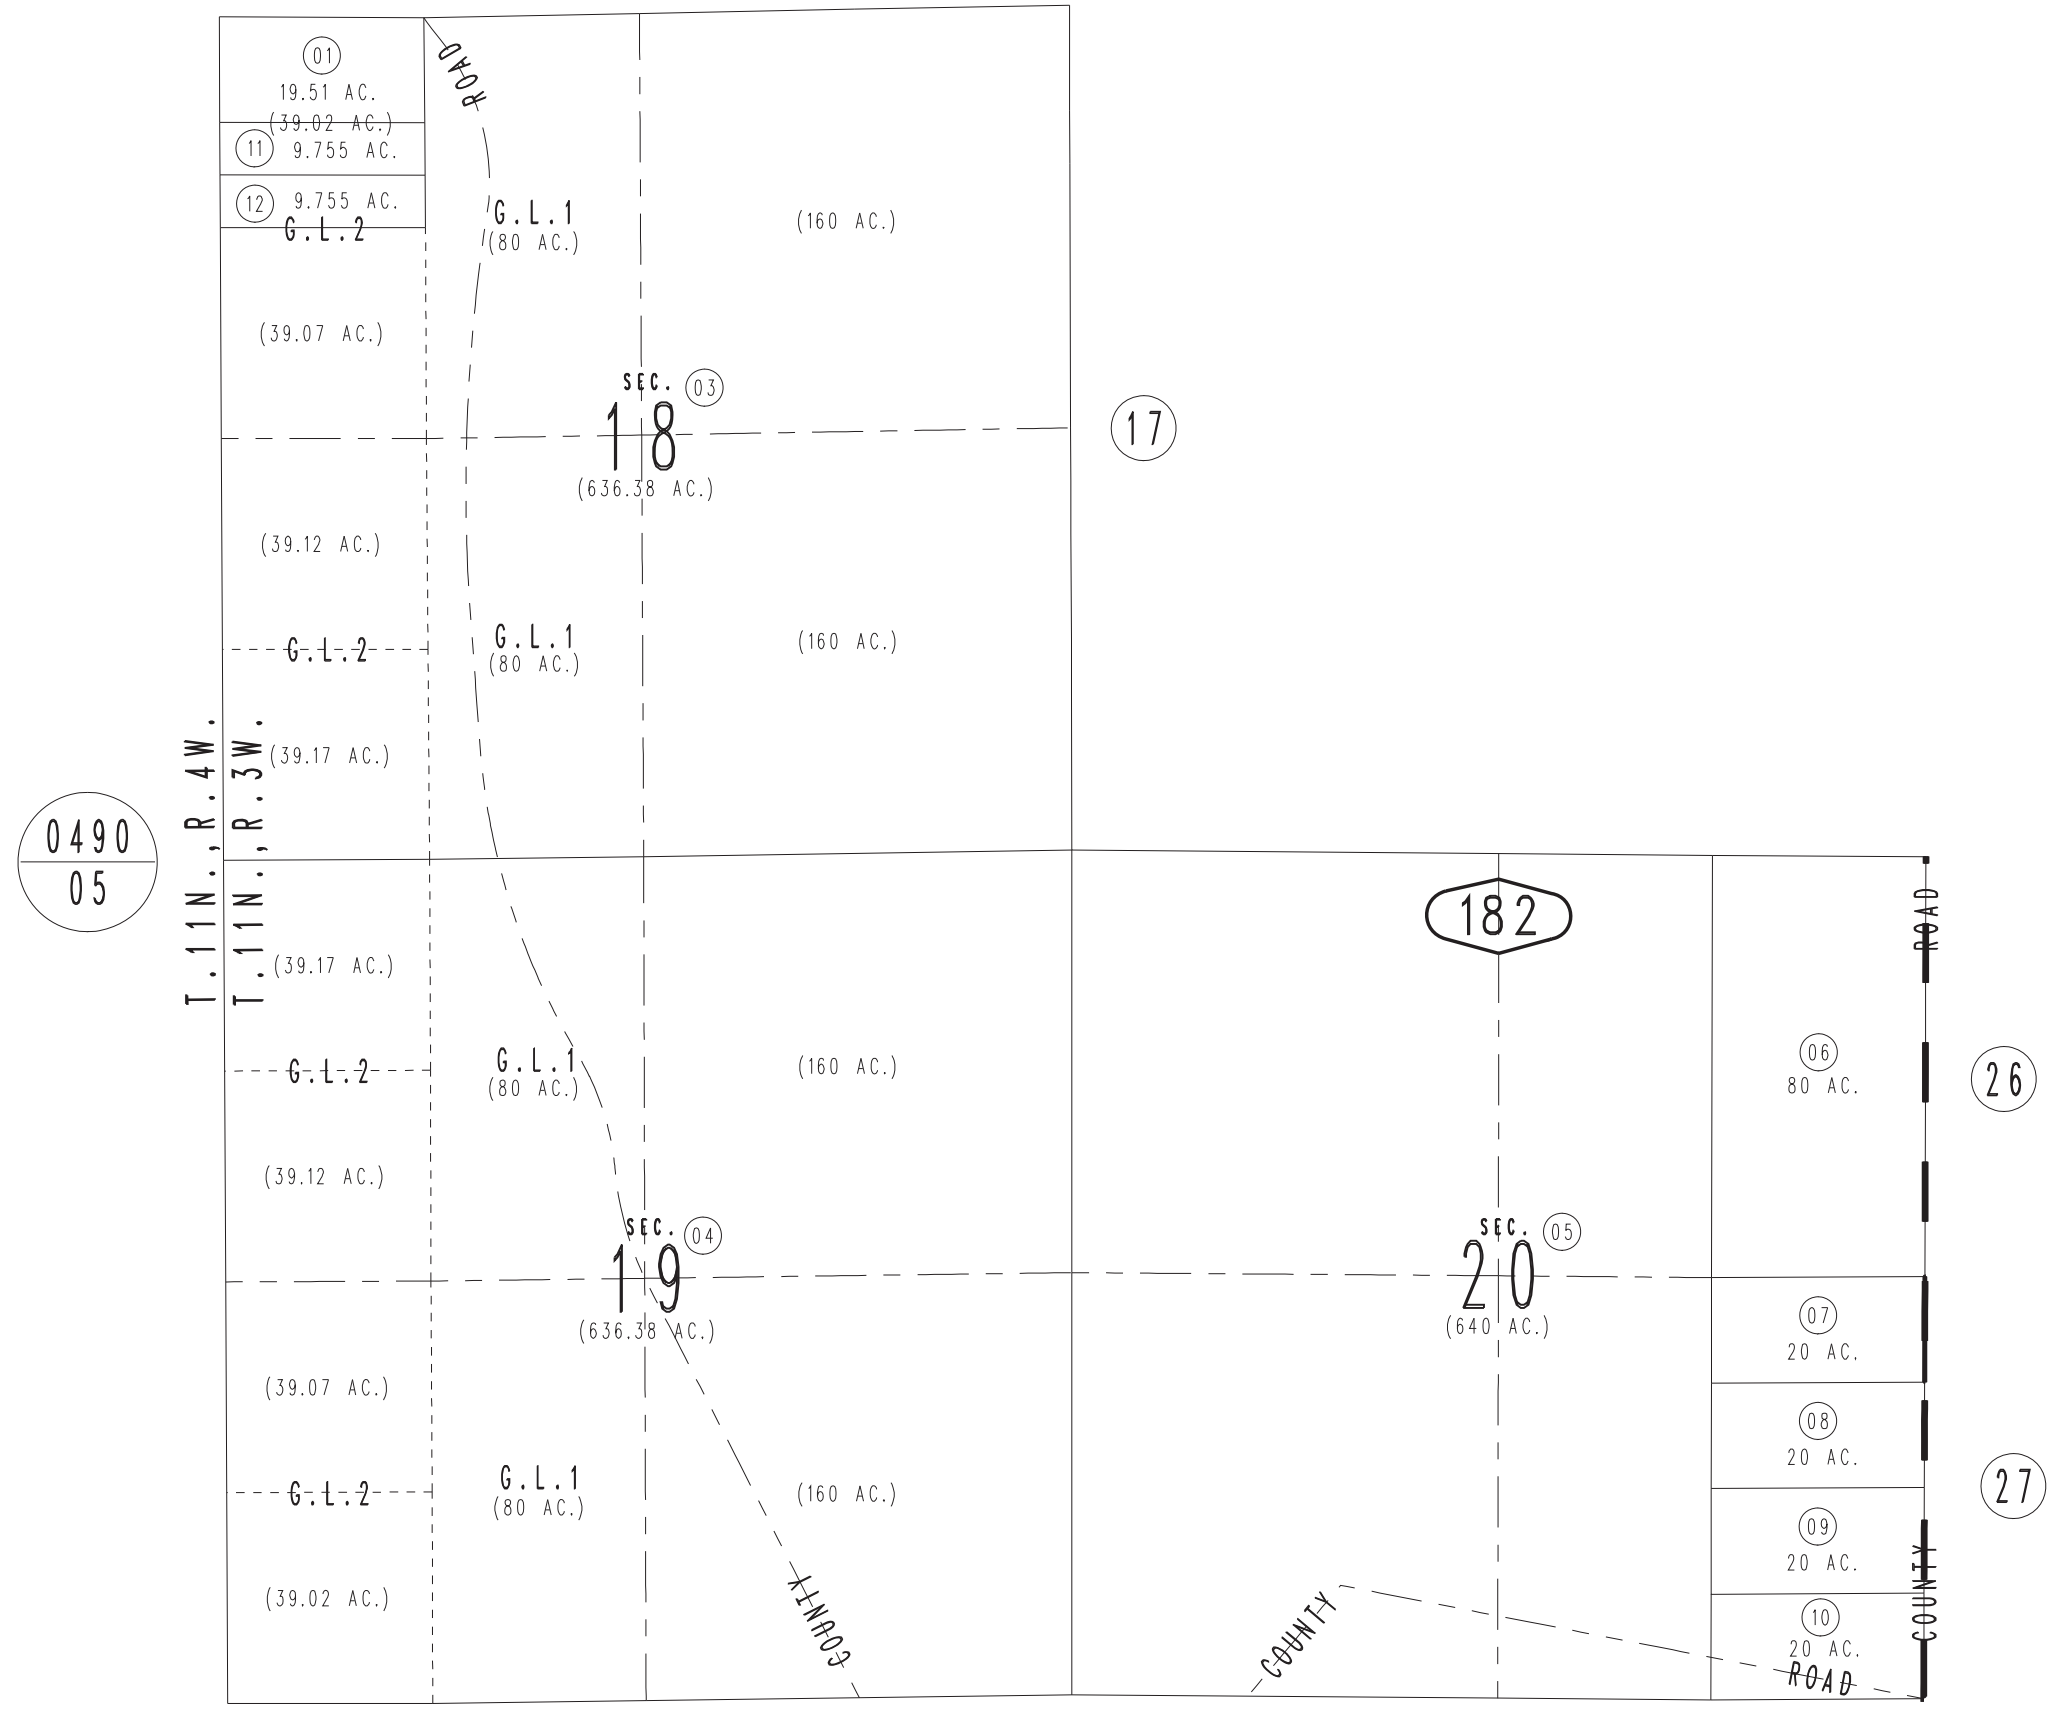 01
19.51 AC.
(39.02 AC.)
11 9.755 AC.
12 9.755 AC.
G.L.2
ROAD
G.L.1
(80 AC.)
(160 AC.)
(39.07 AC.)
SEC. 03
18
(636.38 AC.)
17
(39.12 AC.)
G.L.2
G.L.1
(80 AC.)
(160 AC.)
(39.17 AC.)
T.11N.,R.4W.
T.11N.,R.3W.
0490
05
182
ROAD
(39.17 AC.)
G.L.2
G.L.1
(80 AC.)
(160 AC.)
06
80 AC.
26
(39.12 AC.)
SEC. 04
19
(636.38 AC.)
SEC. 05
20
(640 AC.)
07
20 AC.
(39.07 AC.)
08
20 AC.
G.L.2
G.L.1
(80 AC.)
(160 AC.)
27
09
20 AC.
(39.02 AC.)
COUNTY
COUNTY
COUNTY
10
20 AC.
ROAD